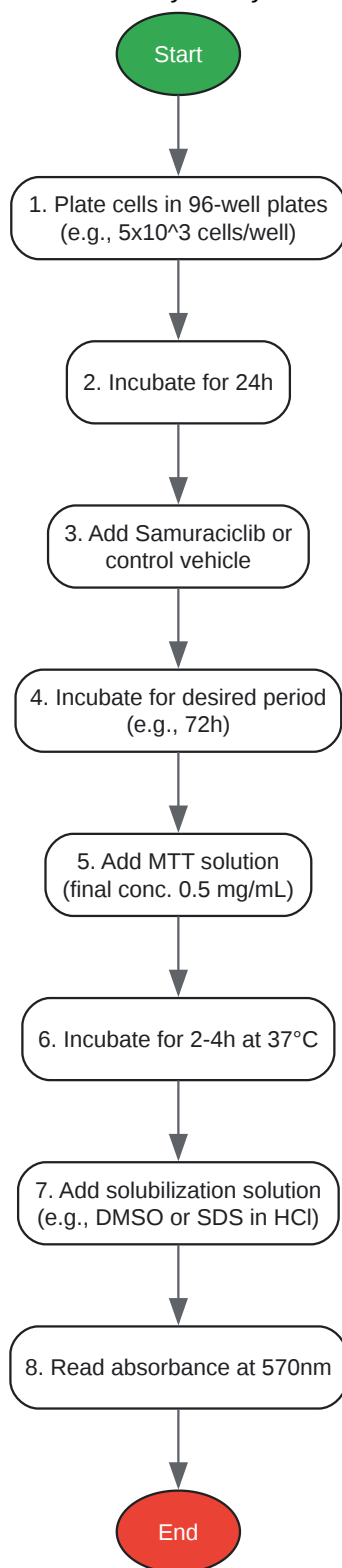 Start
1. Plate cells in 96-well plates
(e.g., 5x10^3 cells/well)
2. Incubate for 24h
3. Add Samuraciclib or
control vehicle
4. Incubate for desired period
(e.g., 72h)
5. Add MTT solution
(final conc. 0.5 mg/mL)
6. Incubate for 2-4h at 37°C
7. Add solubilization solution
(e.g., DMSO or SDS in HCl)
8. Read absorbance at 570nm
End